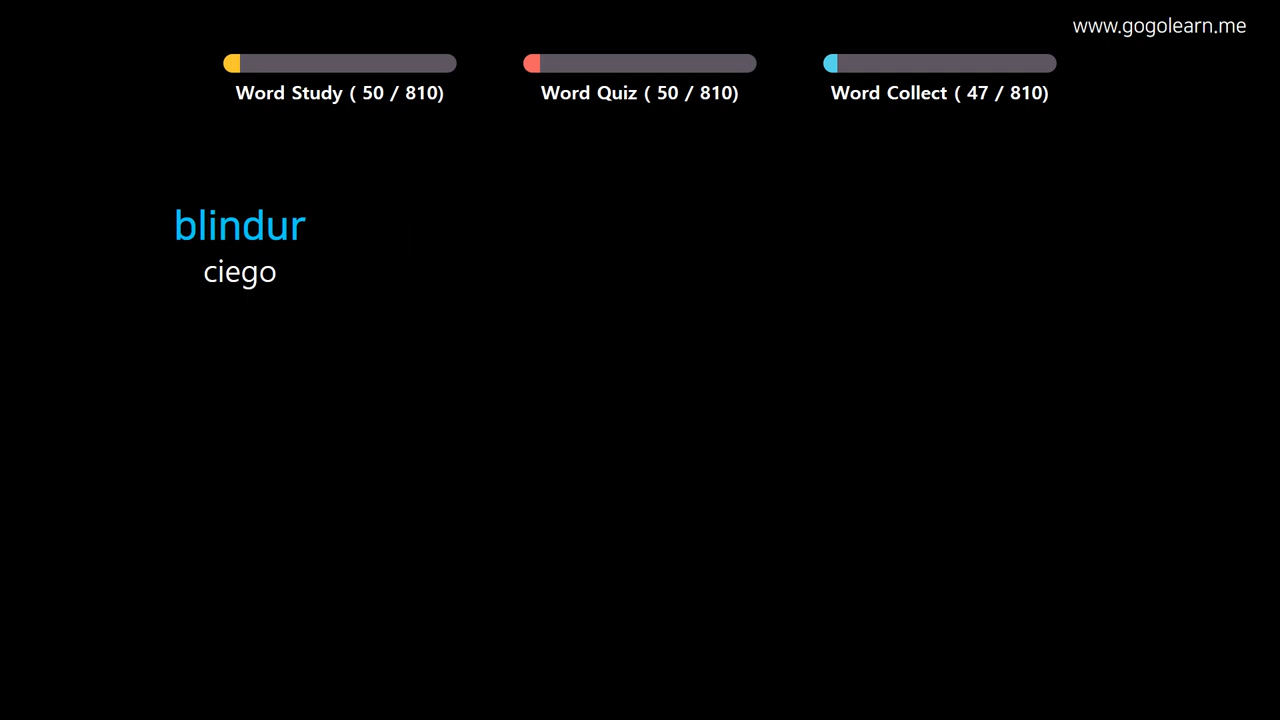 www.gogolearn.me
Word Study ( 50 / 810)
Word Quiz ( 50 / 810)
Word Collect ( 47 / 810)
blindur
ciego